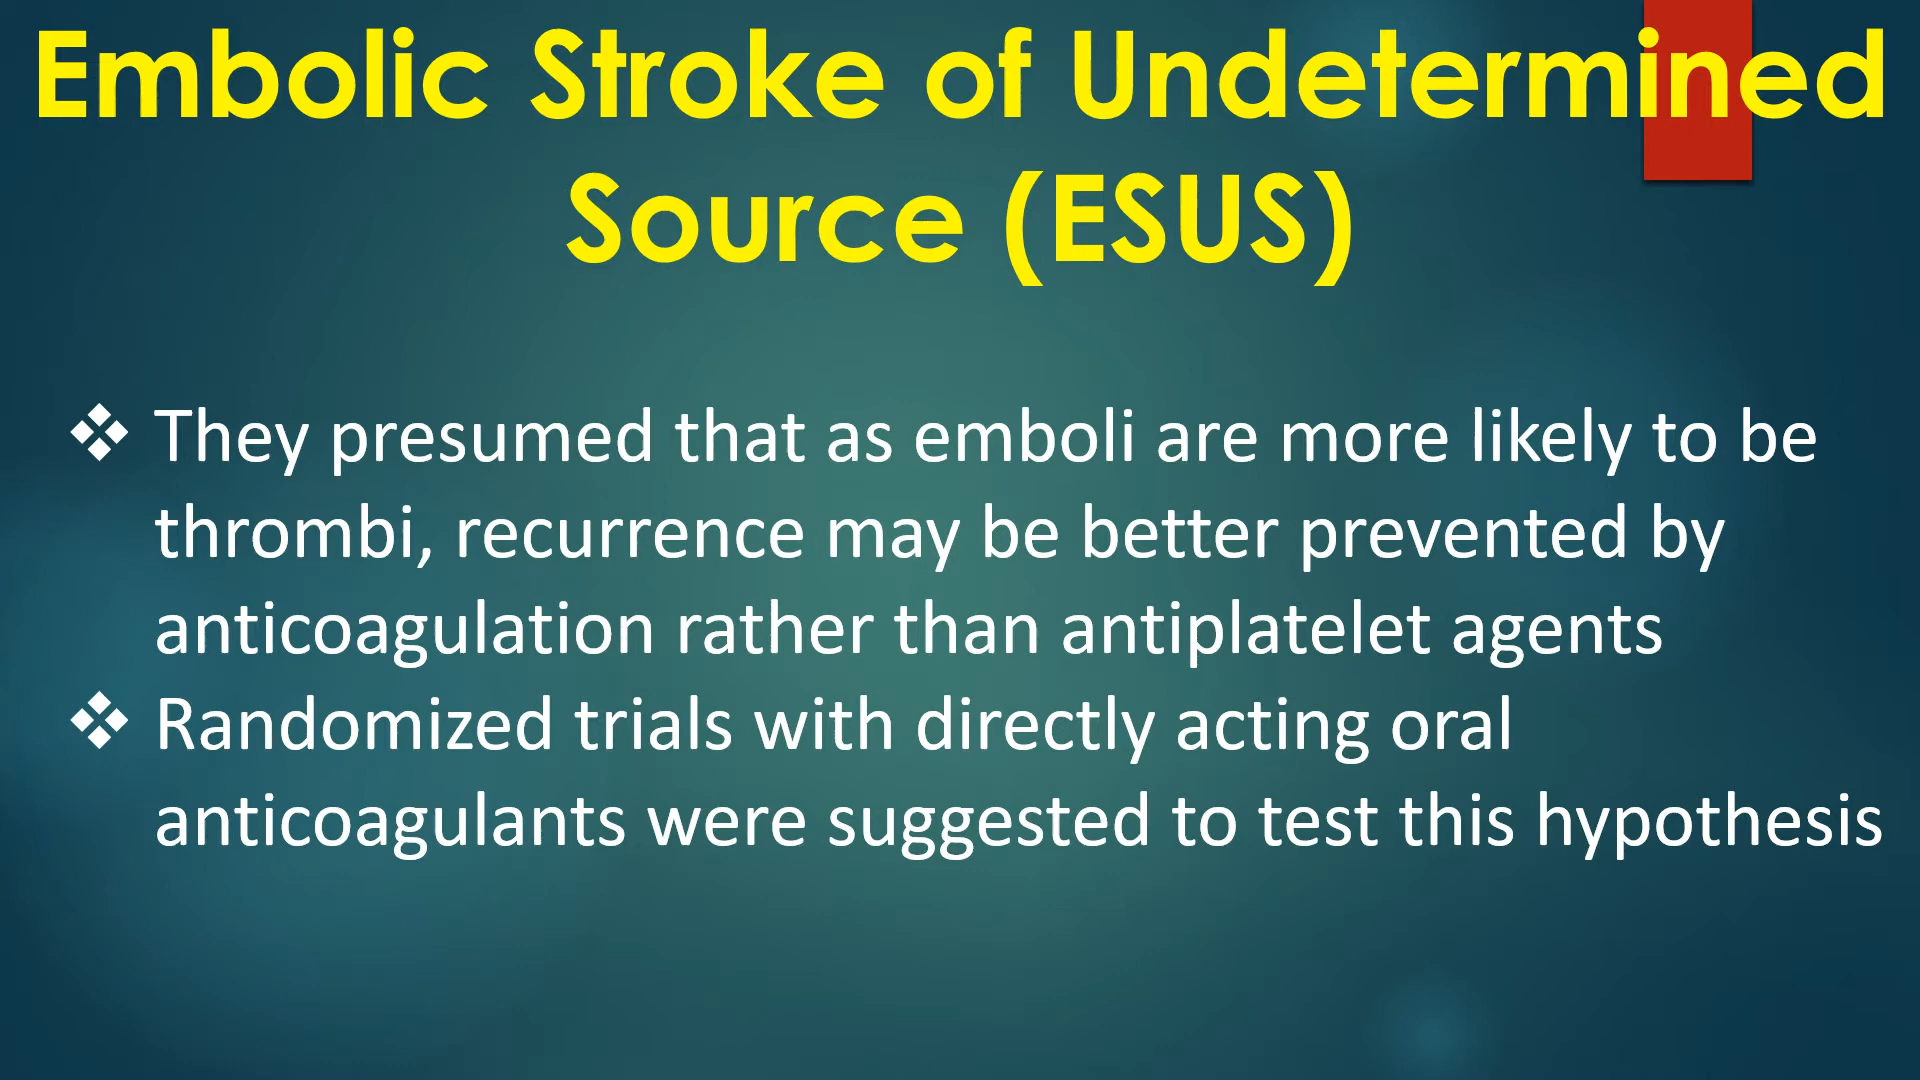 Embolic Stroke of Undetermined
Source (ESUS)
❖ They presumed that as emboli are more likely to be
thrombi, recurrence may be better prevented by
anticoagulation rather than antiplatelet agents
❖ Randomized trials with directly acting oral
anticoagulants were suggested to test this hypothesis